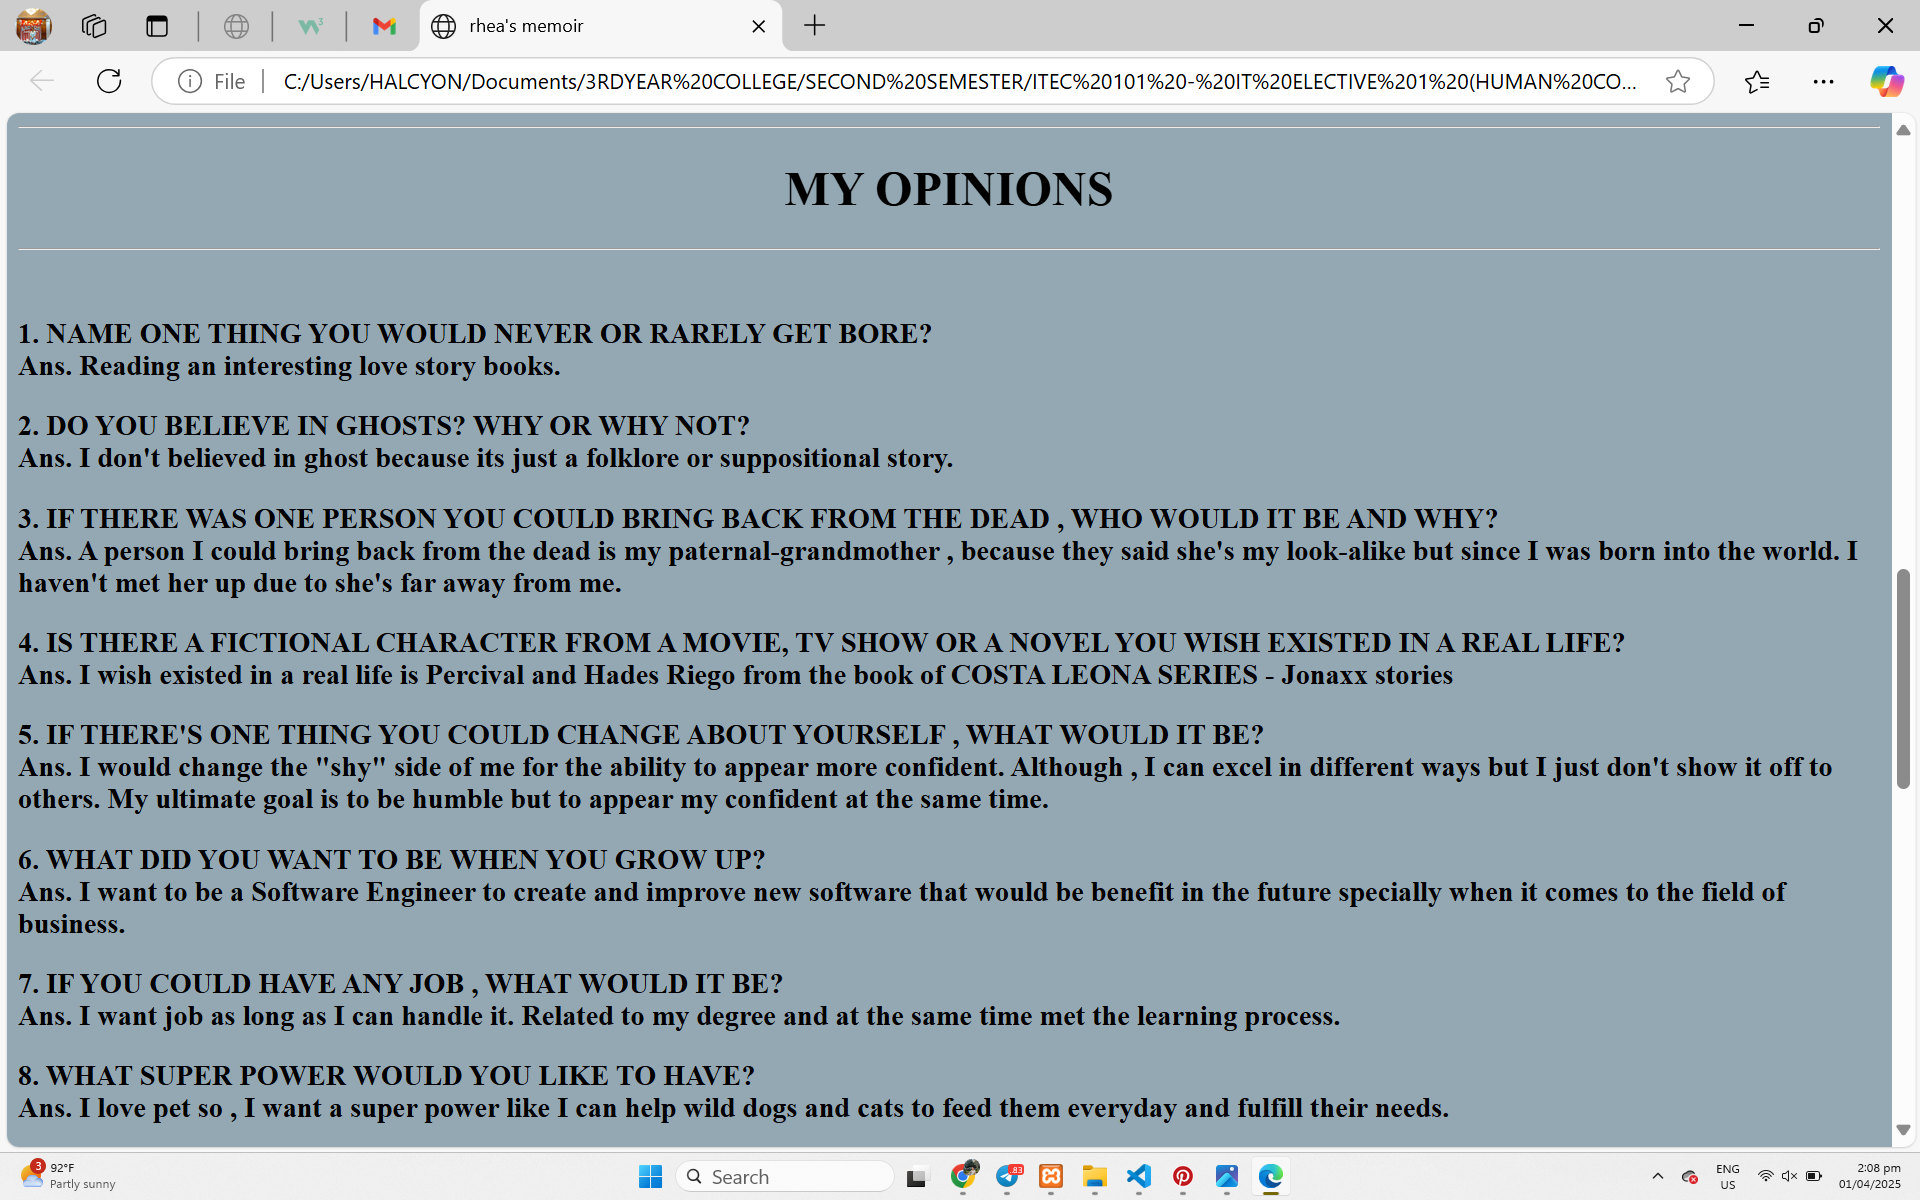 rhea's memoir
File
C:/Users/HALCYON/Documents/3RDYEAR%20COLLEGE/SECOND%20SEMESTER/ITEC%20101%20-%20IT%20ELECTIVE%201%20(HUMAN%20CO...
MY OPINIONS
1. NAME ONE THING YOU WOULD NEVER OR RARELY GET BORE?
Ans. Reading an interesting love story books.
2. DO YOU BELIEVE IN GHOSTS? WHY OR WHY NOT?
Ans. I don't believed in ghost because its just a folklore or suppositional story.
3. IF THERE WAS ONE PERSON YOU COULD BRING BACK FROM THE DEAD , WHO WOULD IT BE AND WHY?
Ans. A person I could bring back from the dead is my paternal-grandmother , because they said she's my look-alike but since I was born into the world. I
haven't met her up due to she's far away from me.
4. IS THERE A FICTIONAL CHARACTER FROM A MOVIE, TV SHOW OR A NOVEL YOU WISH EXISTED IN A REAL LIFE?
Ans. I wish existed in a real life is Percival and Hades Riego from the book of COSTA LEONA SERIES - Jonaxx stories
5. IF THERE'S ONE THING YOU COULD CHANGE ABOUT YOURSELF , WHAT WOULD IT BE?
Ans. I would change the "shy" side of me for the ability to appear more confident. Although , I can excel in different ways but I just don't show it off to
others. My ultimate goal is to be humble but to appear my confident at the same time.
6. WHAT DID YOU WANT TO BE WHEN YOU GROW UP?
Ans. I want to be a Software Engineer to create and improve new software that would be benefit in the future specially when it comes to the field of
business.
7. IF YOU COULD HAVE ANY JOB , WHAT WOULD IT BE?
Ans. I want job as long as I can handle it. Related to my degree and at the same time met the learning process.
8. WHAT SUPER POWER WOULD YOU LIKE TO HAVE?
Ans. I love pet so , I want a super power like I can help wild dogs and cats to feed them everyday and fulfill their needs.
3
92°F
Partly sunny
Search
.83
ENG
US
2:08 pm
01/04/2025